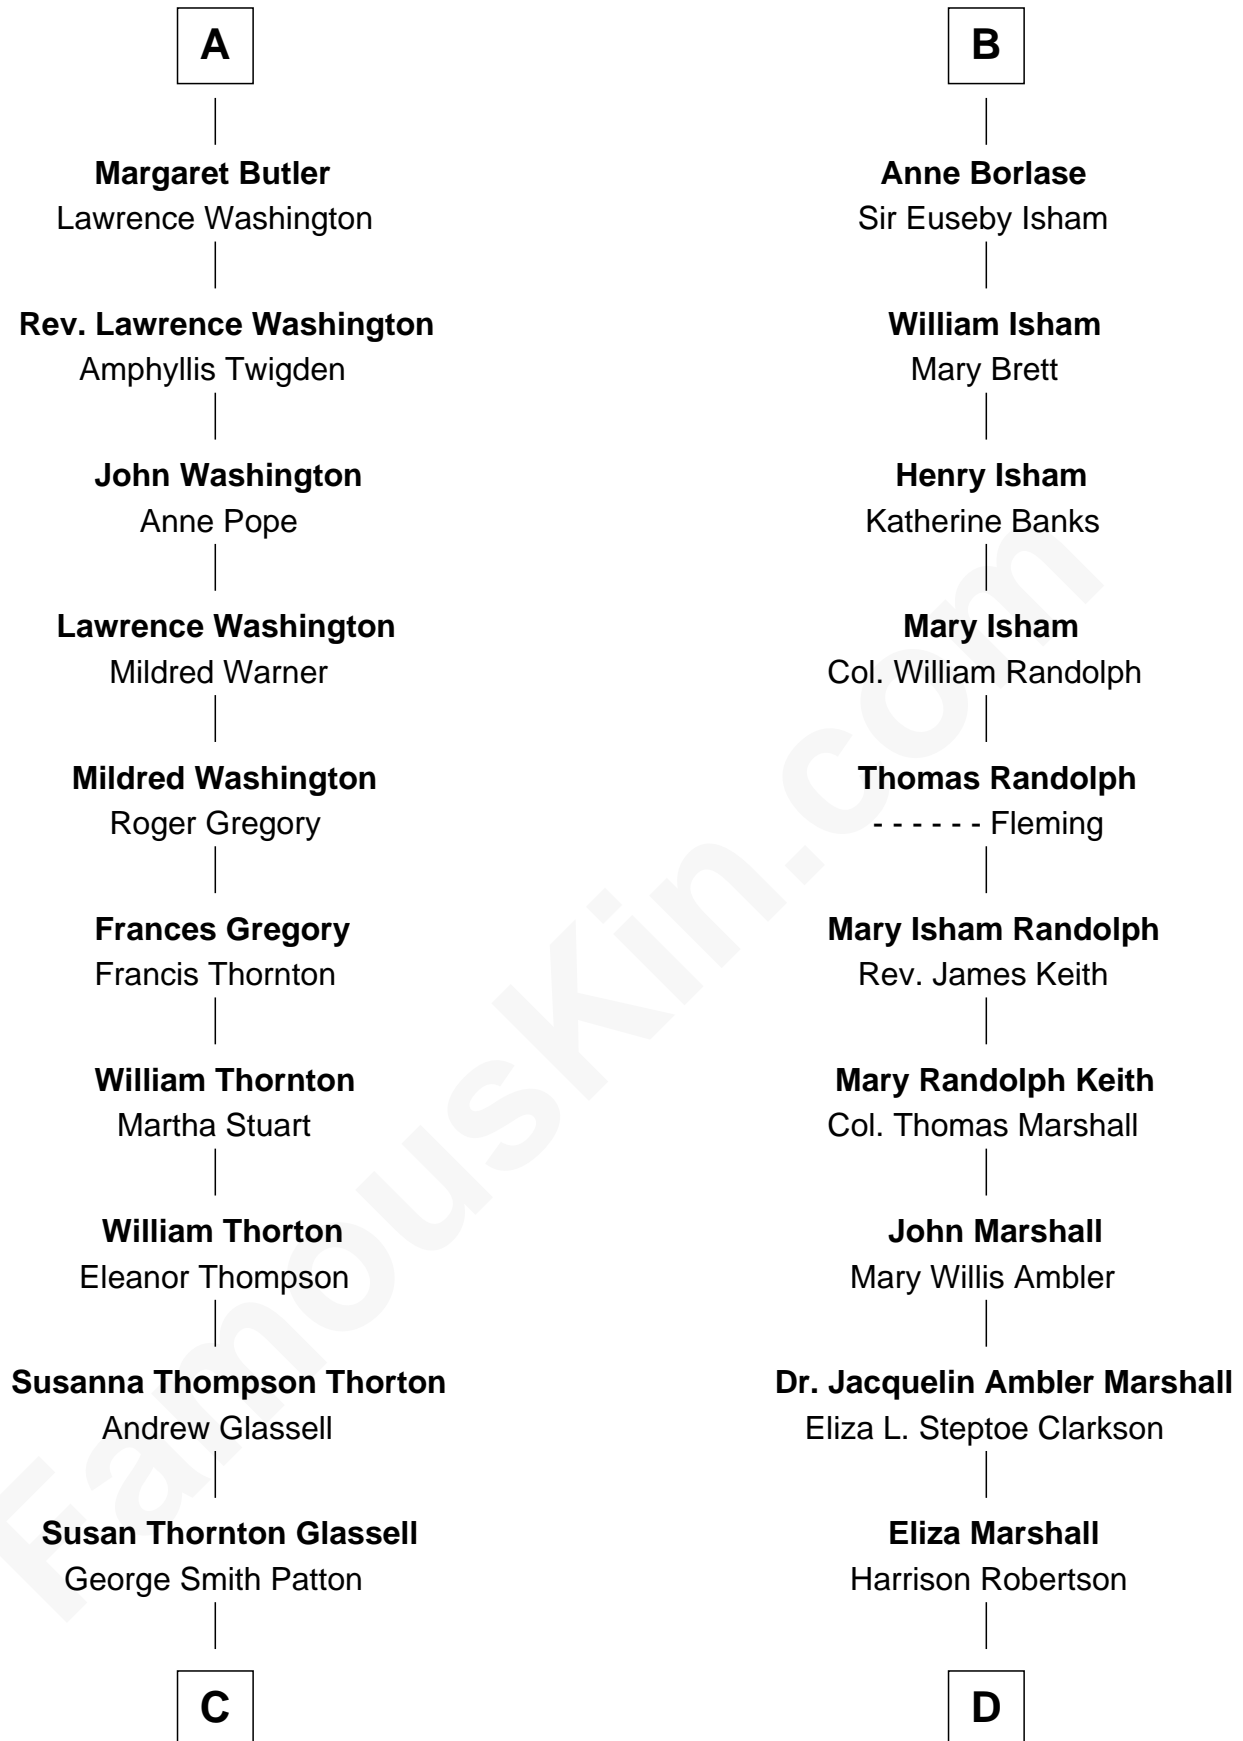 A
Margaret Butler
Lawrence Washington
Rev. Lawrence Washington
Amphyllis Twigden
John Washington
Anne Pope
Lawrence Washington
Mildred Warner
Mildred Washington
Roger Gregory
Frances Gregory
Francis Thornton
William Thornton
Martha Stuart
William Thorton
Eleanor Thompson
Susanna Thompson Thorton
Andrew Glassell
Susan Thornton Glassell
George Smith Patton
C
B
Anne Borlase
Sir Euseby Isham
William Isham
Mary Brett
Henry Isham
Katherine Banks
Mary Isham
Col. William Randolph
Thomas Randolph
- - - - - - Fleming
Mary Isham Randolph
Rev. James Keith
Mary Randolph Keith
Col. Thomas Marshall
John Marshall
Mary Willis Ambler
Dr. Jacquelin Ambler Marshall
Eliza L. Steptoe Clarkson
Eliza Marshall
Harrison Robertson
D
FamousKin.com